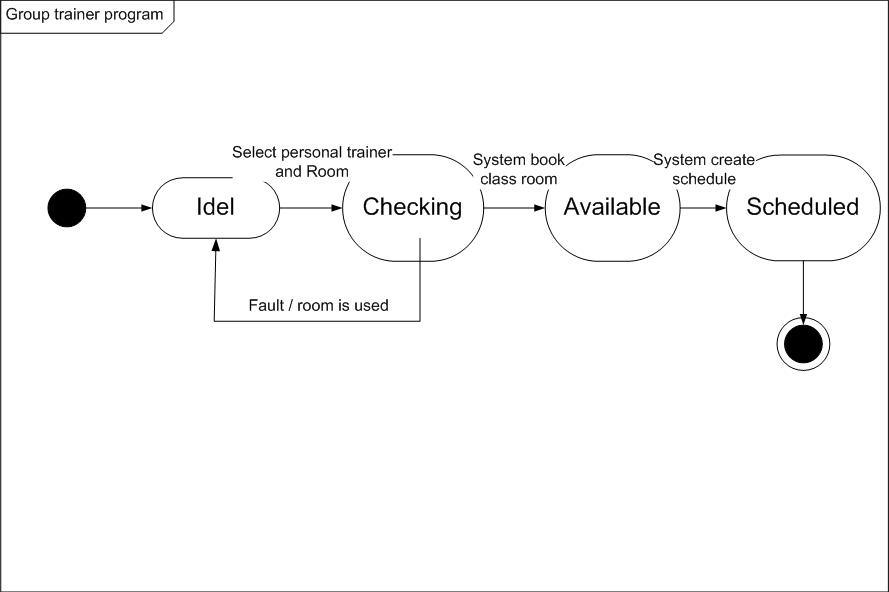 Group trainer program
Select personal trainer
and Room
System book
class room
System create
schedule
Idel
Checking
Available
Scheduled
Fault / room is used